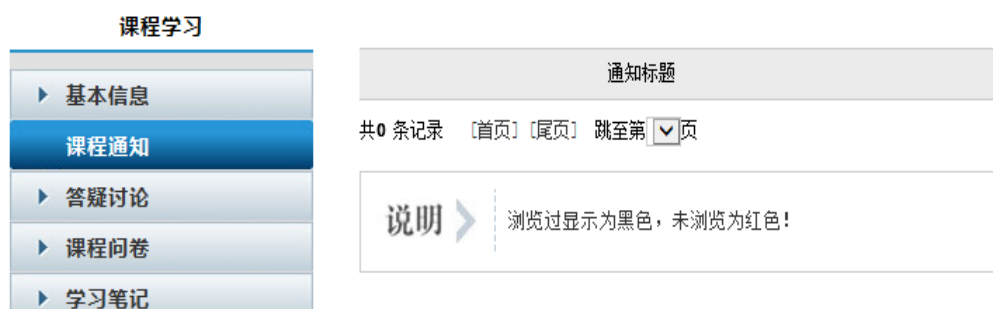 课程学习
基本信息
课程通知
答疑讨论
课程问卷
学习笔记
通知标题
共0 条记录 [首页] [尾页] 跳至第 页
说明
浏览过显示为黑色，未浏览为红色！